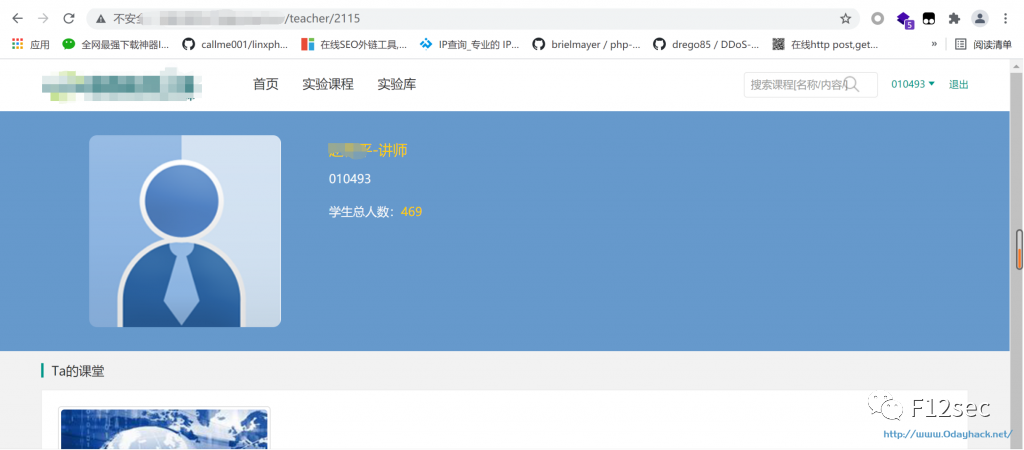 不安全 /teacher/2115
5
应用 全网最强下载神器I... callme001/linxph... 在线SEO外链工具,... IP查询_专业的 IP... brielmayer / php-... drego85 / DDoS-... 在线http post,get... » 阅读清单
首页 实验课程 实验库 搜索课程[名称/内容/] 010493 退出
平-讲师
010493
学生总人数：469
Ta的课堂
F12sec
http://www.0dayhack.net/